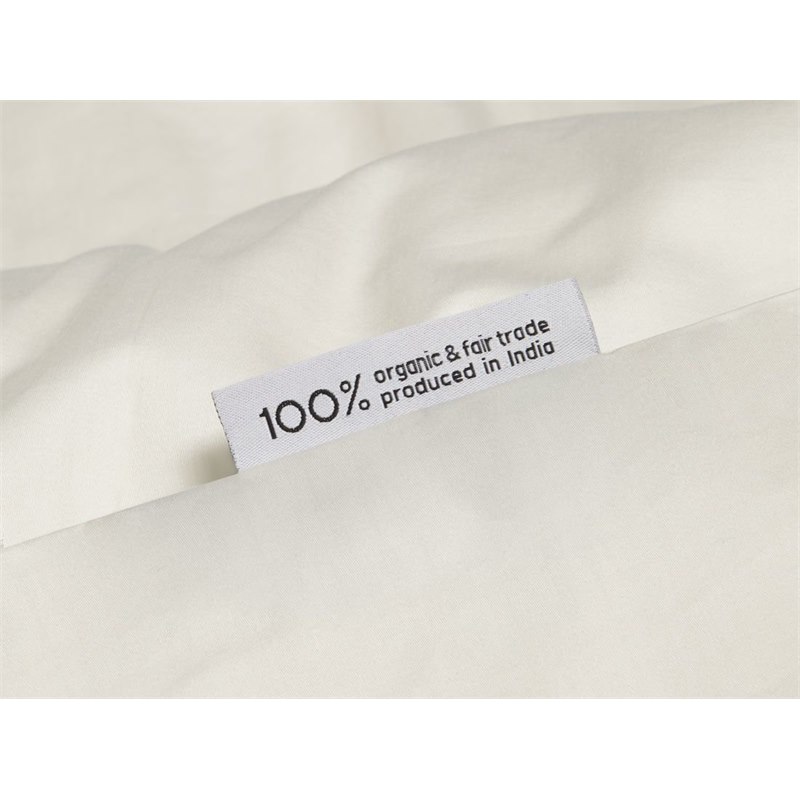 100% organic & fair trade
produced in India